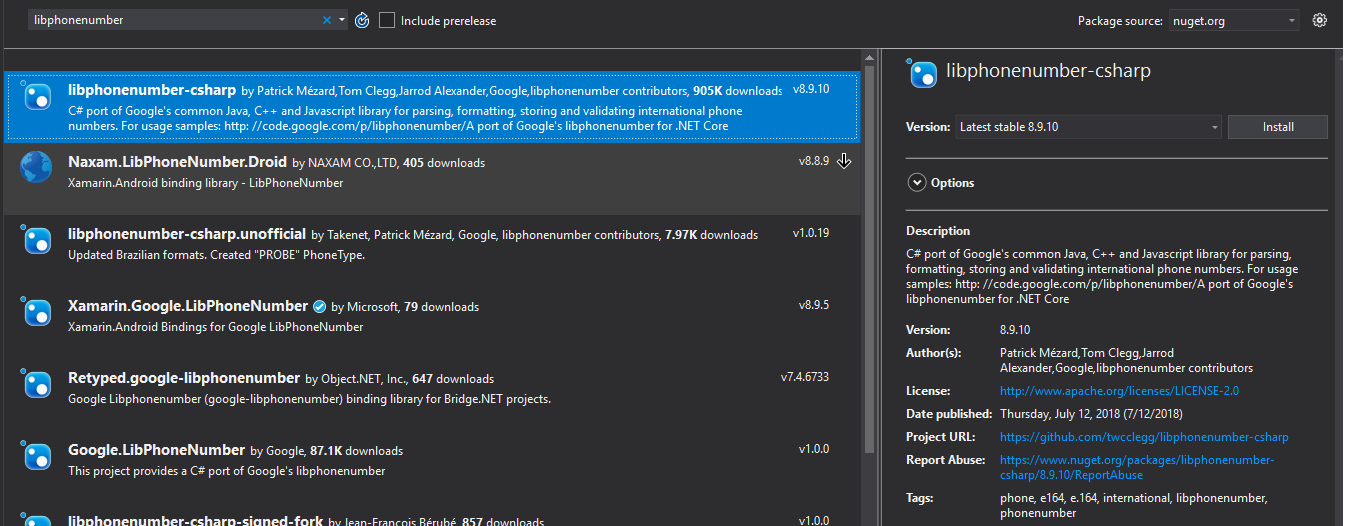 libphonenumber
Include prerelease
Package source: nuget.org
libphonenumber-csharp by Patrick Mézard,Tom Clegg,Jarrod Alexander,Google,libphonenumber contributors, 905K downloads v8.9.10
C# port of Google's common Java, C++ and Javascript library for parsing, formatting, storing and validating international phone
numbers. For usage samples: http: //code.google.com/p/libphonenumber/A port of Google's libphonenumber for .NET Core
Naxam.LibPhoneNumber.Droid by NAXAM CO.,LTD, 405 downloads v8.8.9
Xamarin.Android binding library - LibPhoneNumber
libphonenumber-csharp.unofficial by Takenet, Patrick Mézard, Google, libphonenumber contributors, 7.97K downloads v1.0.19
Updated Brazilian formats. Created "PROBE" PhoneType.
Xamarin.Google.LibPhoneNumber by Microsoft, 79 downloads v8.9.5
Xamarin.Android Bindings for Google LibPhoneNumber
Retyped.google-libphonenumber by Object.NET, Inc., 647 downloads v7.4.6733
Google Libphonenumber (google-libphonenumber) binding library for Bridge.NET projects.
Google.LibPhoneNumber by Google, 87.1K downloads v1.0.0
This project provides a C# port of Google's libphonenumber
libphonenumber-csharp-signed-fork by Jean-François Bérubé, 857 downloads v1.0.0
libphonenumber-csharp
Version: Latest stable 8.9.10 Install
Options
Description
C# port of Google's common Java, C++ and Javascript library for parsing,
formatting, storing and validating international phone numbers. For usage
samples: http: //code.google.com/p/libphonenumber/A port of Google's
libphonenumber for .NET Core
Version: 8.9.10
Author(s): Patrick Mézard,Tom Clegg,Jarrod
Alexander,Google,libphonenumber contributors
License: http://www.apache.org/licenses/LICENSE-2.0
Date published: Thursday, July 12, 2018 (7/12/2018)
Project URL: https://github.com/twcclegg/libphonenumber-csharp
Report Abuse: https://www.nuget.org/packages/libphonenumber-
csharp/8.9.10/ReportAbuse
Tags: phone, e164, e.164, international, libphonenumber,
phonenumber